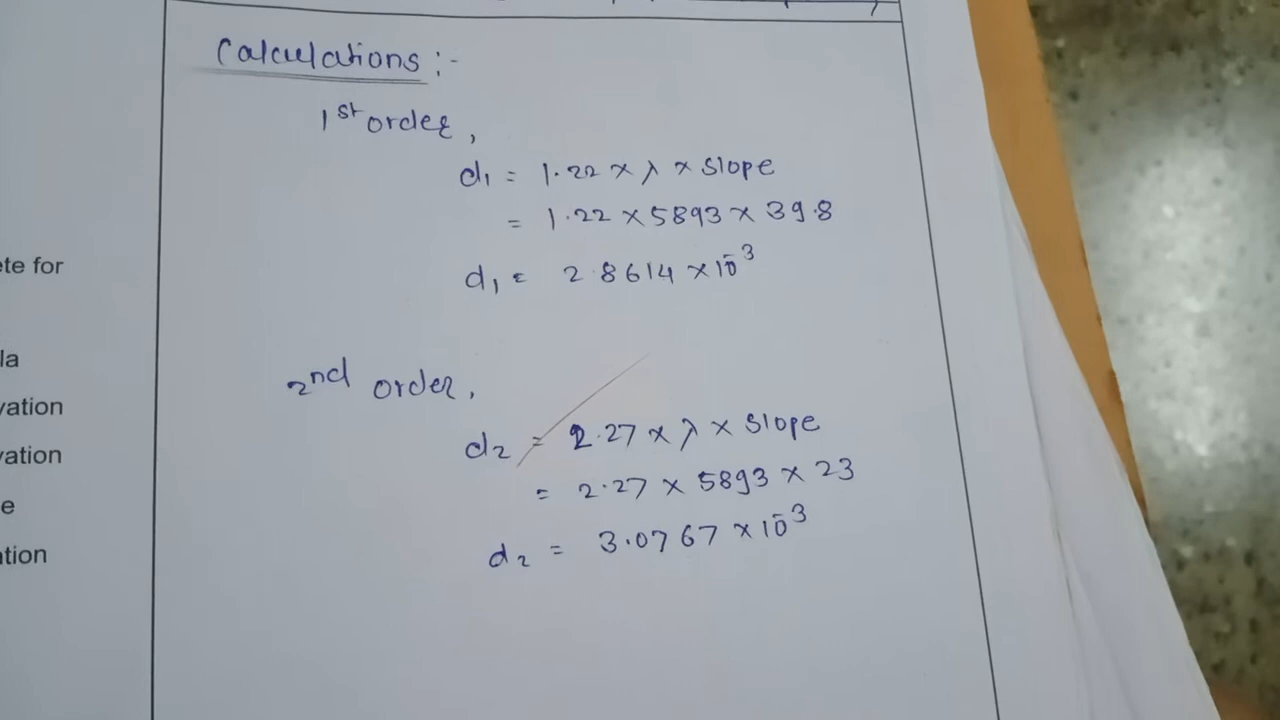 Calculations :-
1st order,
d1 = 1.22 × λ × slope
= 1.22 × 5893 × 39.8
d1 = 2.8614 × 10^-3
ete for
la
vation
2nd order,
d2 = 2.27 × λ × slope
vation
= 2.27 × 5893 × 23
e
d2 = 3.0767 × 10^-3
ation